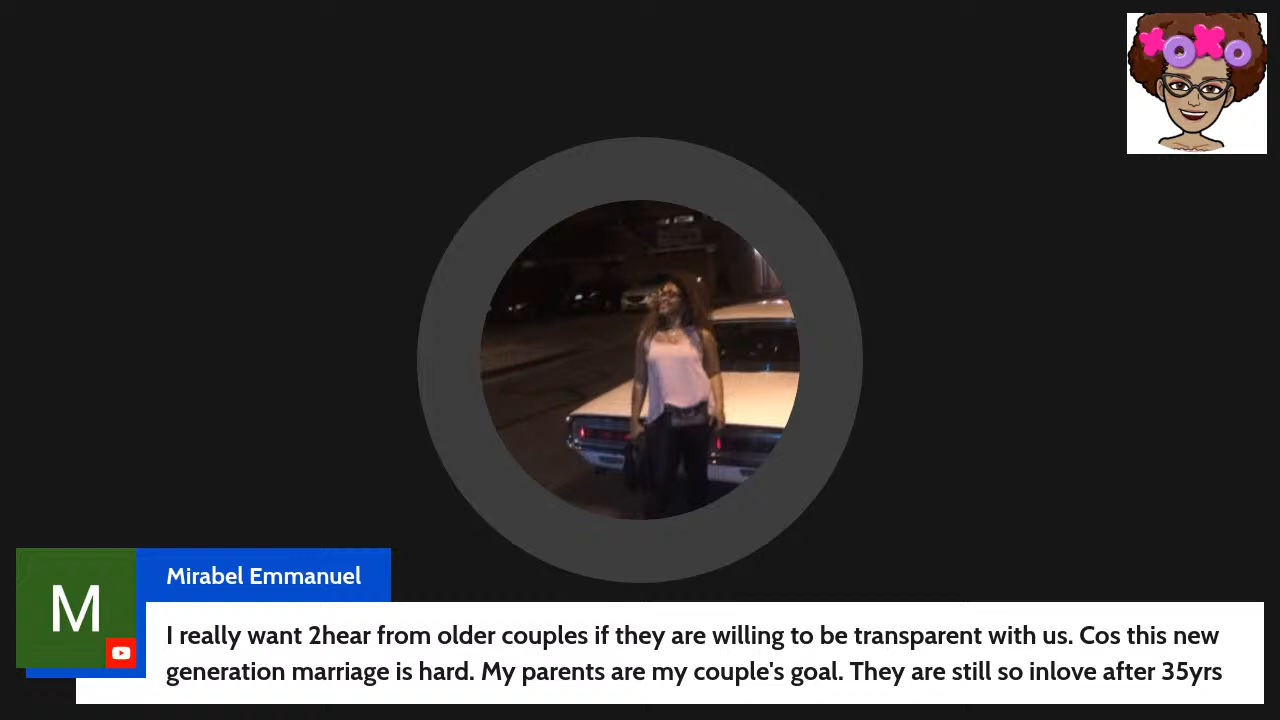 XOXO
M
Mirabel Emmanuel
I really want 2hear from older couples if they are willing to be transparent with us. Cos this new
generation marriage is hard. My parents are my couple's goal. They are still so inlove after 35yrs